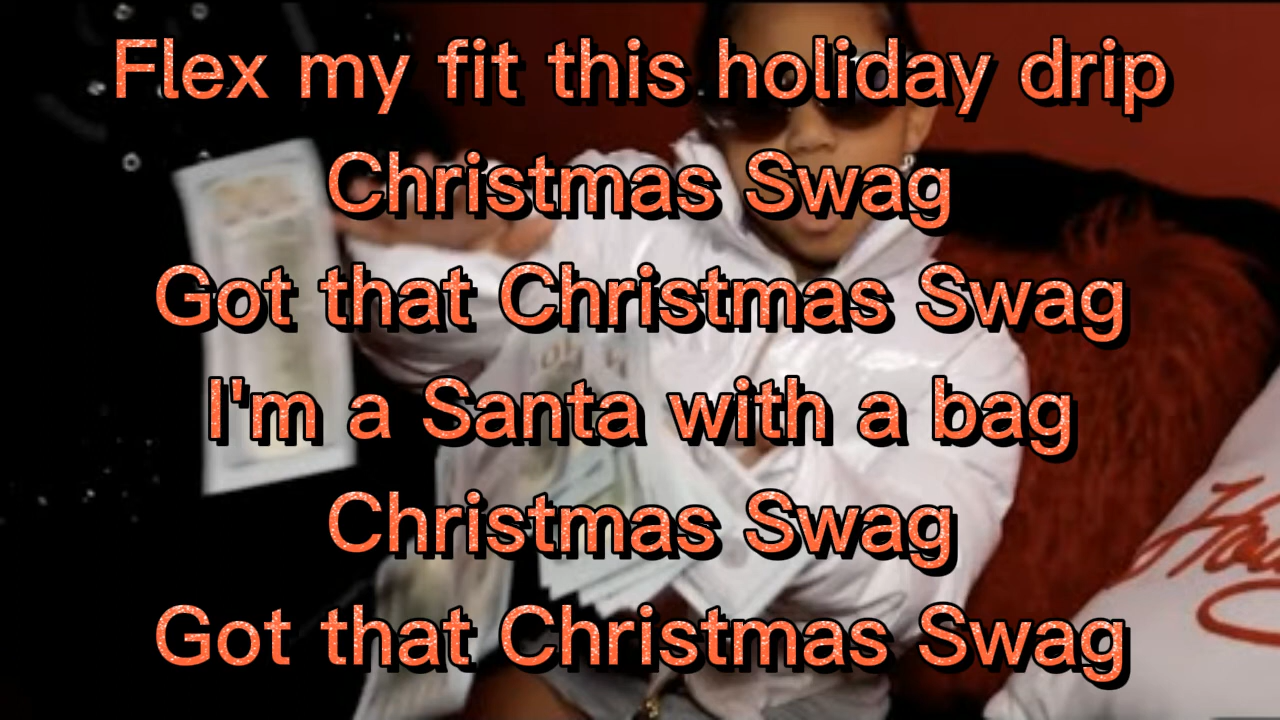 Flex my fit this holiday drip
Christmas Swag
Got that Christmas Swag
I'm a Santa with a bag
Christmas Swag
Got that Christmas Swag